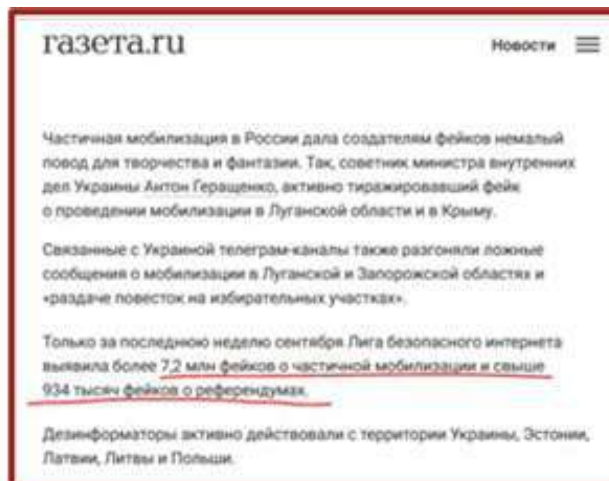 газета.ru
Новости
Частичная мобилизация в России дала создателям фейков немалый
повод для творчества и фантазии. Так, советник министра внутренних
дел Украины Антон Геращенко, активно тиражировавший фейк
о проведении мобилизации в Луганской области и в Крыму.
Связанные с Украиной телеграм-каналы также разгоняли ложные
сообщения о мобилизации в Луганской и Запорожской областях и
«раздаче повесток на избирательных участках».
Только за последнюю неделю сентября Лига безопасного интернета
выявила более 7,2 млн фейков о частичной мобилизации и свыше
934 тысяч фейков о референдумах.
Дезинформаторы активно действовали с территории Украины, Эстонии,
Латвии, Литвы и Польши.